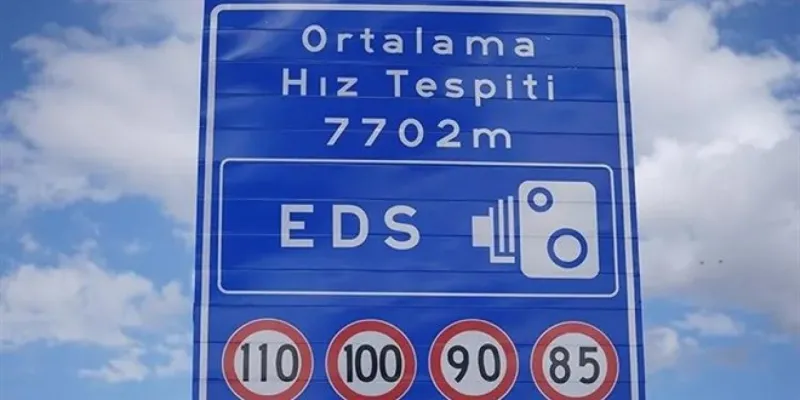 Ortalama
Hız Tespiti
7702m
EDS
110 100 90 85